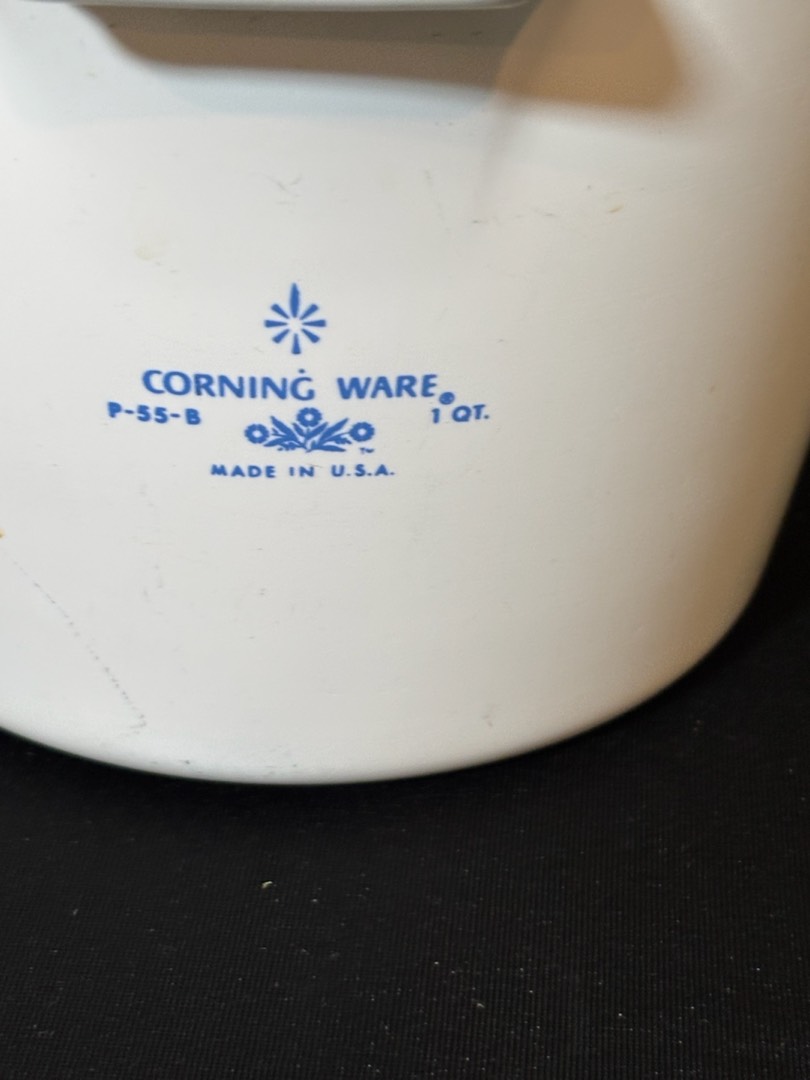 CORNING WARE®
P-55-B 1 QT.
TM
MADE IN U.S.A.